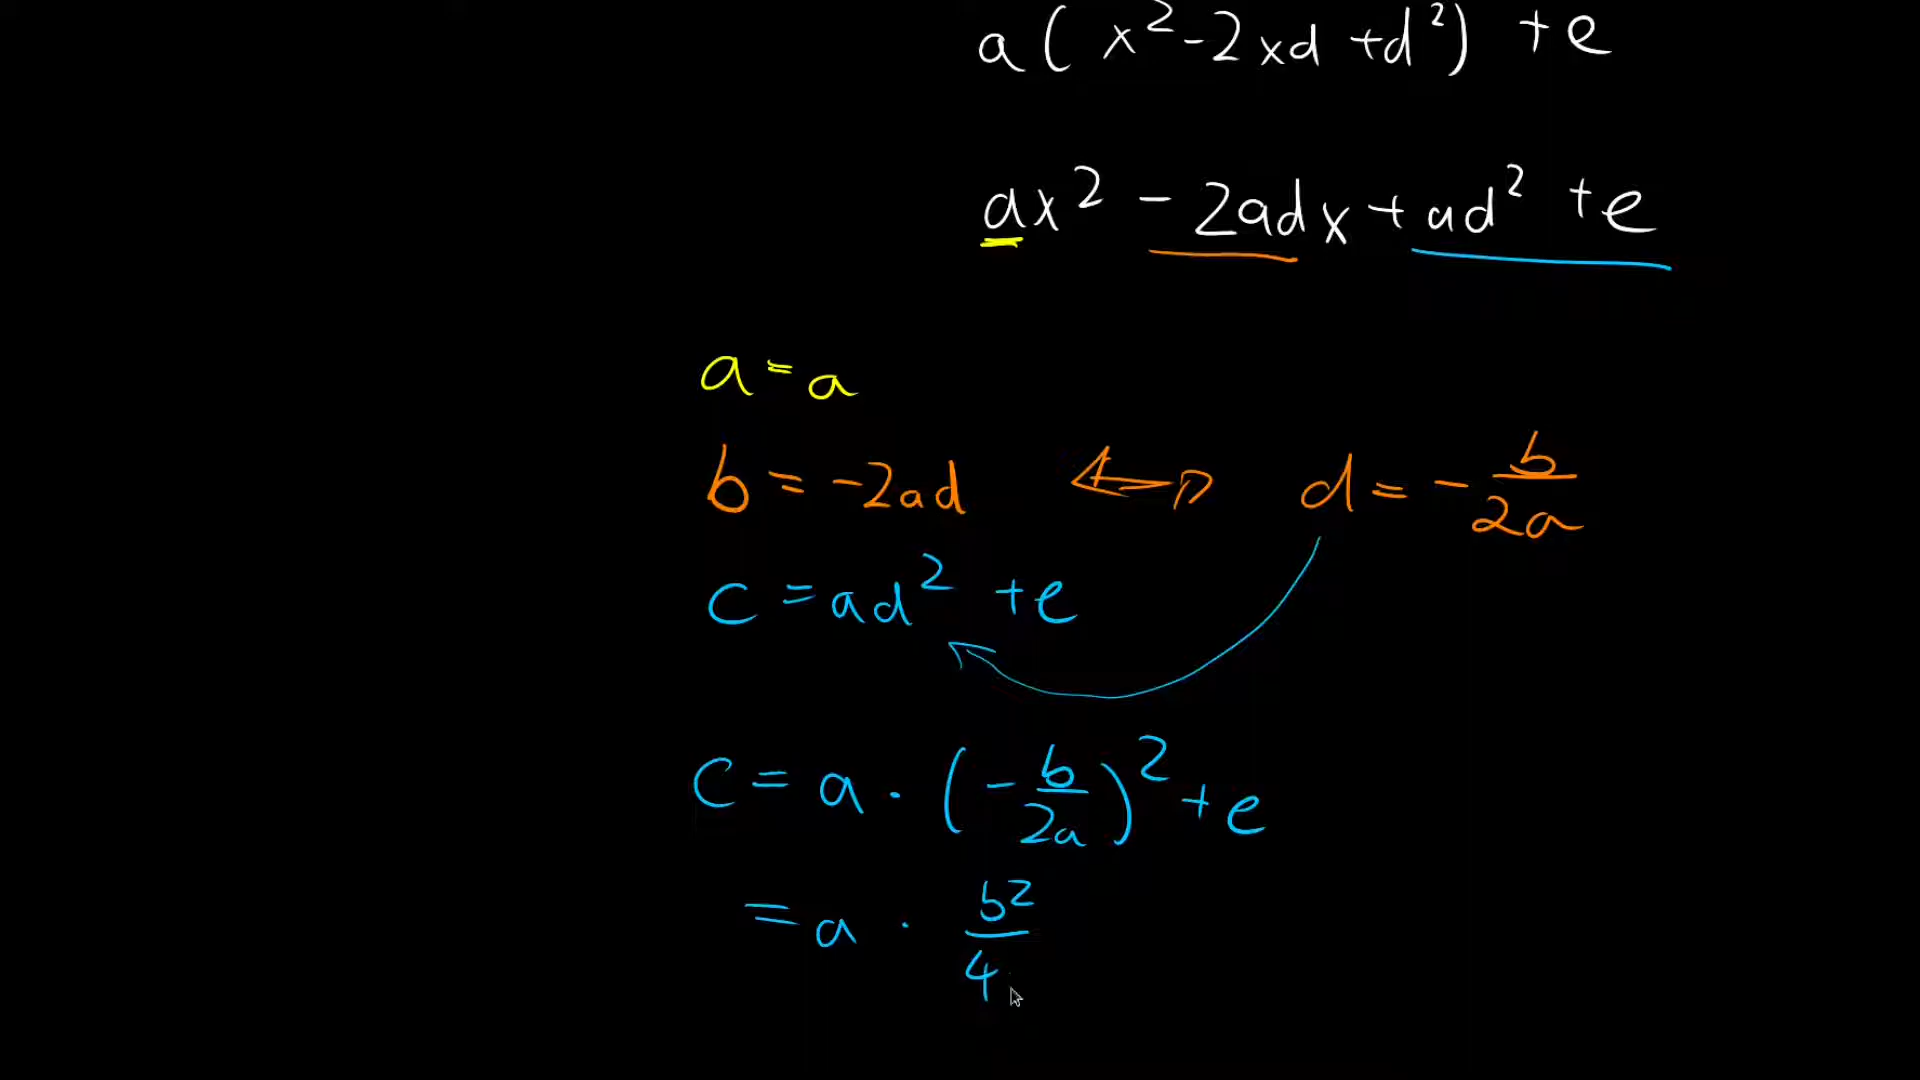 a(x²-2xd+d²)+e
ax²-2adx+ad²+e
a=a
b=-2ad ⟷ d=-b/2a
c=ad²+e
c=a·(-b/2a)²+e
=a·b²/4